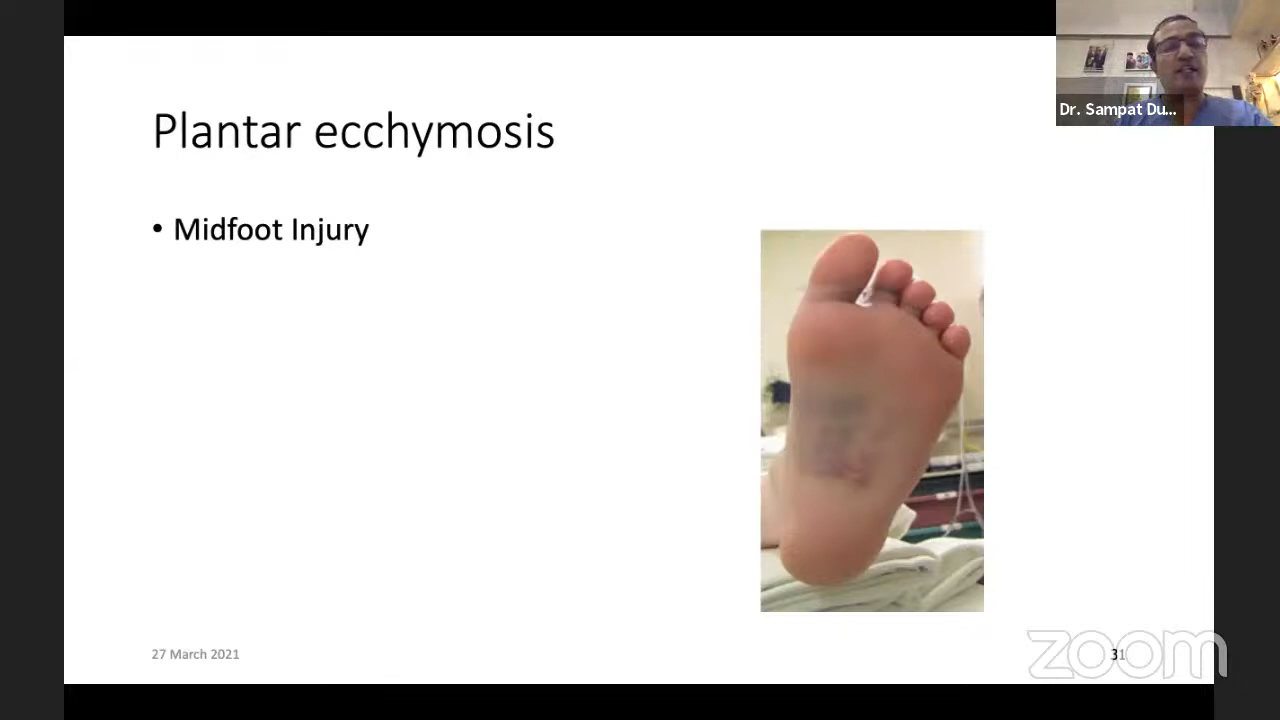 Dr. Sampat Du...
Plantar ecchymosis
• Midfoot Injury
27 March 2021
31
zoom